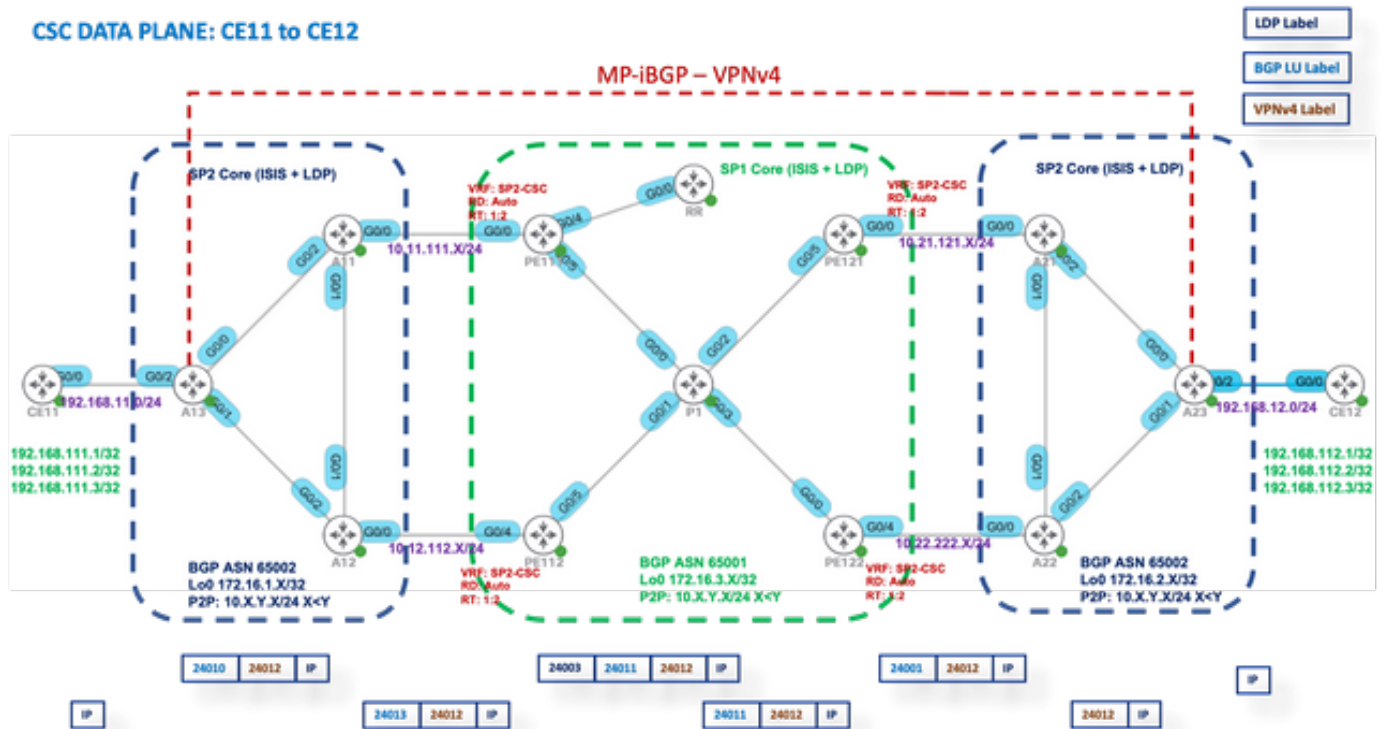 CSC DATA PLANE: CE11 to CE12
LDP Label
BGP LU Label
VPNv4 Label
MP-iBGP – VPNv4
SP2 Core (ISIS + LDP)
SP1 Core (ISIS + LDP)
SP2 Core (ISIS + LDP)
VRF: SP2-CSC
RD: Auto
RT: 1:2
G0/0
RR
VRF: SP2-CSC
RD: Auto
RT: 1:2
G0/0
10.11.111.X/24
G0/0
G0/4
G0/0
10.21.121.X/24
G0/0
A11
G0/2
G0/1
PE111
G0/5
G0/5
PE121
A21
G0/2
G0/1
G0/0
G0/0
G0/2
G0/0
G0/0
192.168.11.0/24
G0/2
CE11
A13
G0/1
P1
G0/1
G0/3
G0/1
A23
G0/2
192.168.12.0/24
G0/0
CE12
192.168.111.1/32
192.168.111.2/32
192.168.111.3/32
192.168.112.1/32
192.168.112.2/32
192.168.112.3/32
G0/1
G0/2
G0/5
G0/0
G0/1
G0/2
G0/0
10.12.112.X/24
G0/4
G0/4
10.22.222.X/24
G0/0
A12
PE112
PE122
A22
VRF: SP2-CSC
RD: Auto
RT: 1:2
VRF: SP2-CSC
RD: Auto
RT: 1:2
BGP ASN 65002
Lo0 172.16.1.X/32
P2P: 10.X.Y.X/24 X<Y
BGP ASN 65001
Lo0 172.16.3.X/32
P2P: 10.X.Y.X/24 X<Y
BGP ASN 65002
Lo0 172.16.2.X/32
P2P: 10.X.Y.X/24 X<Y
24010 24012 IP
24003 24011 24012 IP
24001 24012 IP
IP
IP
24013 24012 IP
24011 24012 IP
24012 IP